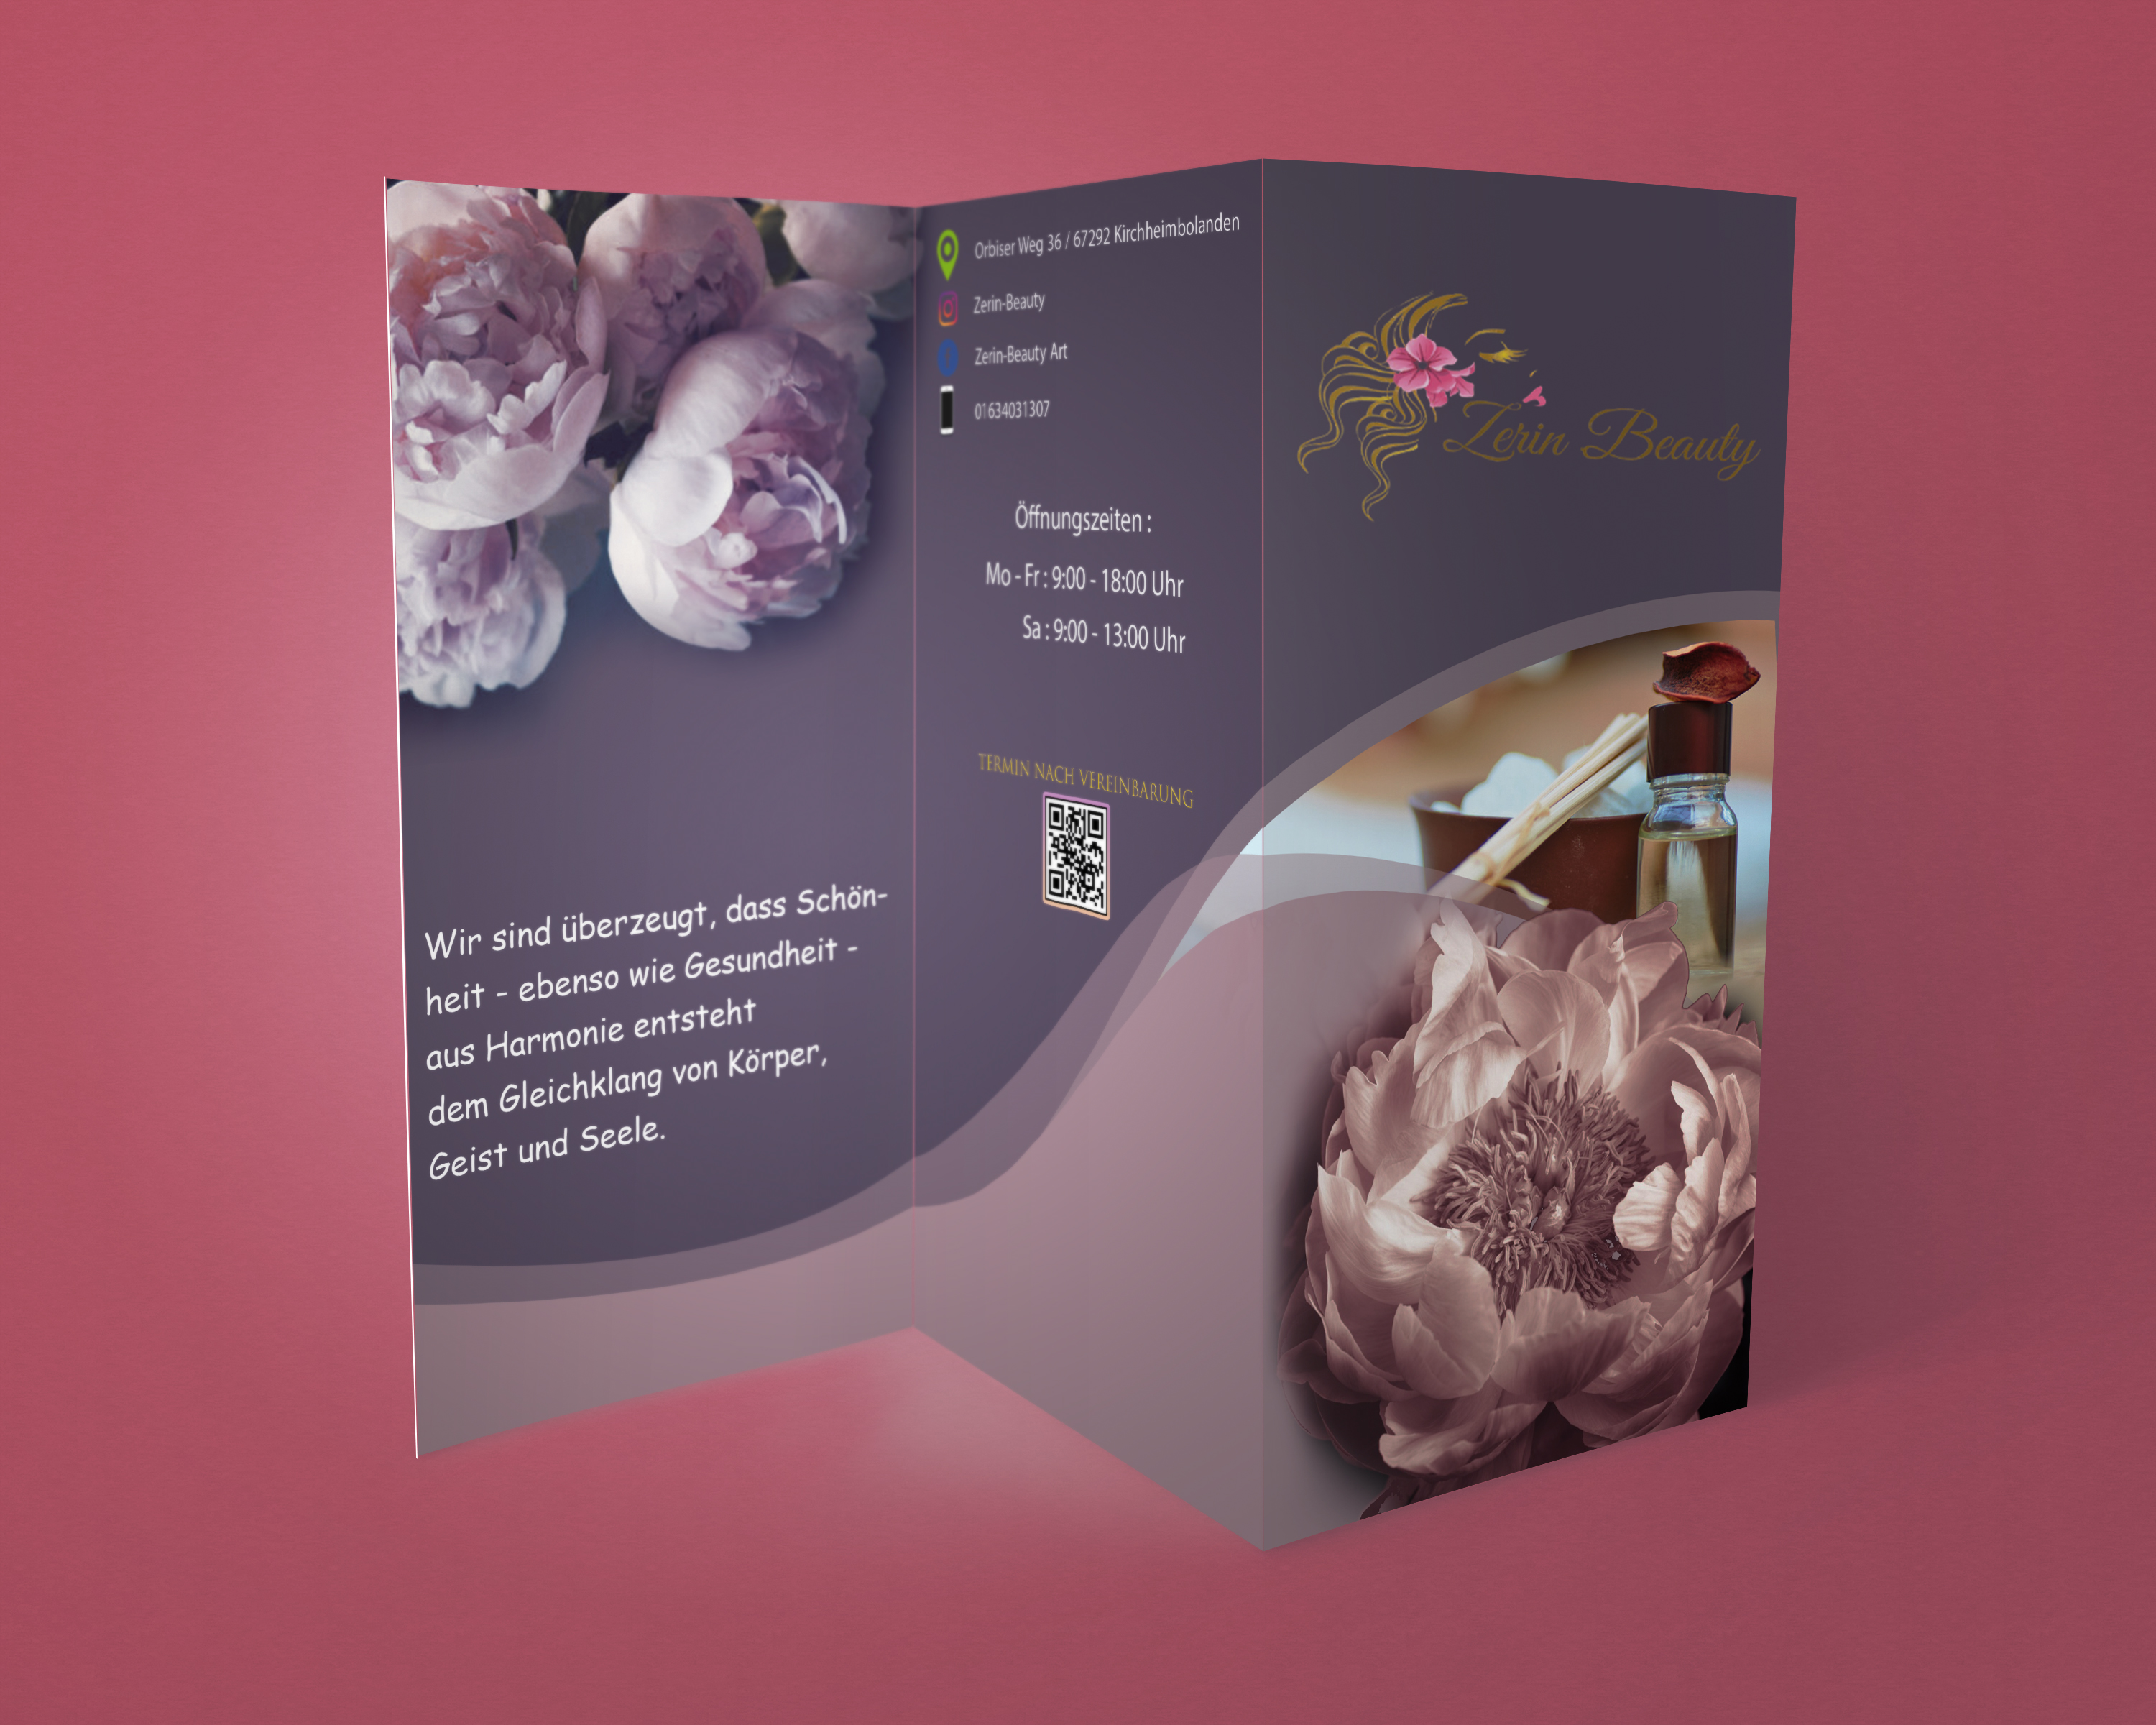 Wir sind überzeugt, dass Schön-
heit - ebenso wie Gesundheit -
aus Harmonie entsteht
dem Gleichklang von Körper,
Geist und Seele.
Orbiser Weg 36 / 67292 Kirchheimbolanden
Zerin-Beauty
Zerin-Beauty Art
01634031307
Öffnungszeiten :
Mo - Fr : 9:00 - 18:00 Uhr
Sa : 9:00 - 13:00 Uhr
TERMIN NACH VEREINBARUNG
Zerin Beauty